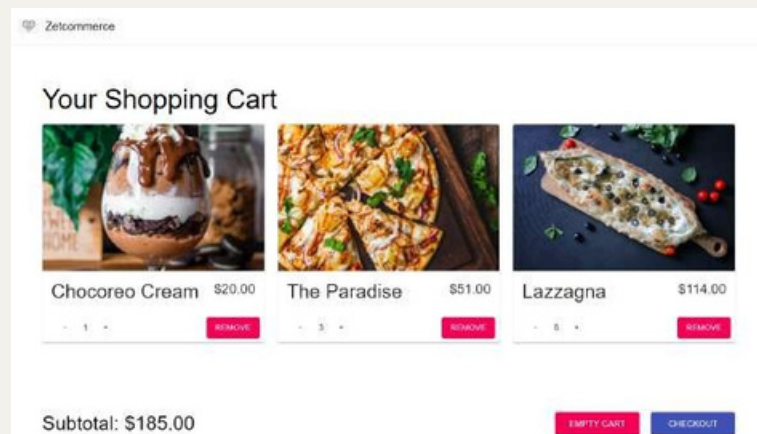 Zetcommerce
Your Shopping Cart
Chocoreo Cream $20.00
The Paradise $51.00
Lazzagna $114.00
- 1 +
REMOVE
- 3 +
REMOVE
- 6 +
REMOVE
Subtotal: $185.00
EMPTY CART
CHECKOUT